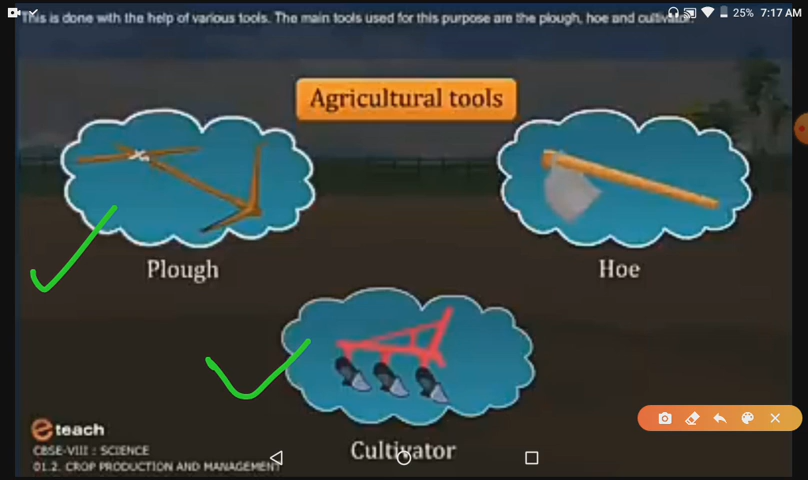 This is done with the help of various tools. The main tools used for this purpose are the plough, hoe and cultivator.
25% 7:17 AM
Agricultural tools
Plough
Hoe
Cultivator
eteach
CBSE-VIII : SCIENCE
01.2. CROP PRODUCTION AND MANAGEMENT